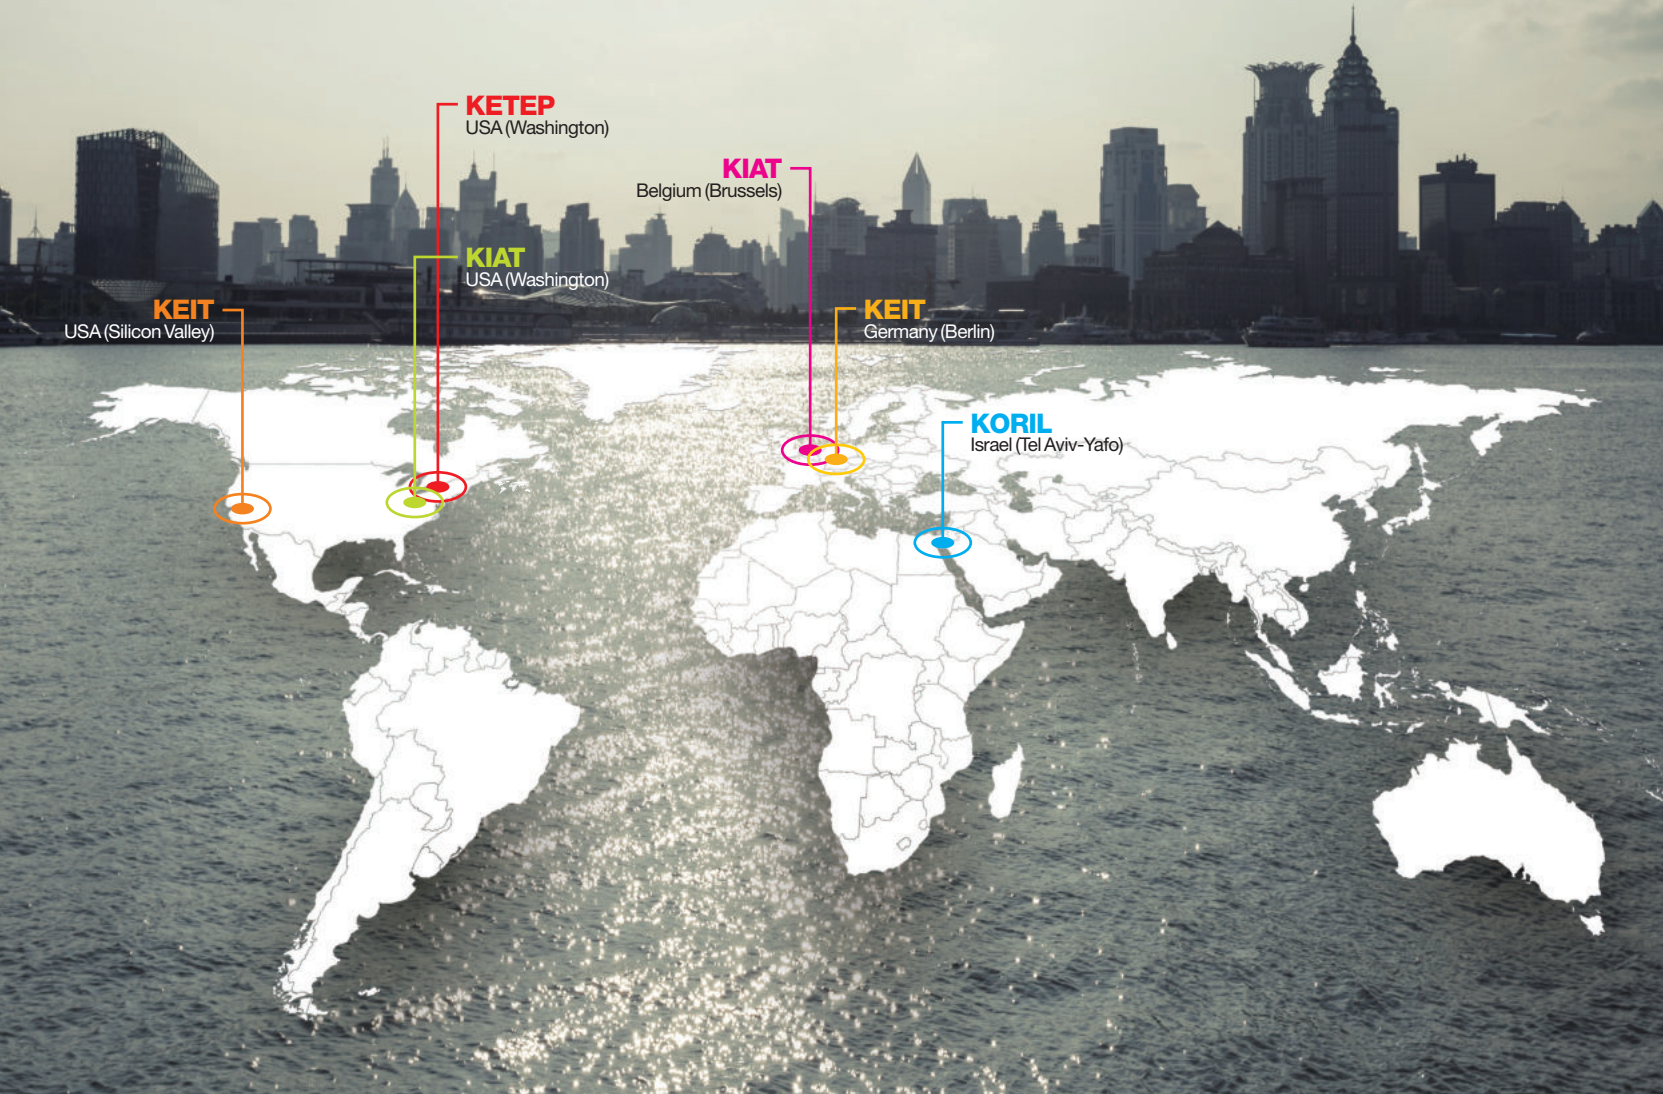 KETEP
USA (Washington)
KIAT
Belgium (Brussels)
KIAT
USA (Washington)
KEIT
USA (Silicon Valley)
KEIT
Germany (Berlin)
KORIL
Israel (Tel Aviv-Yafo)